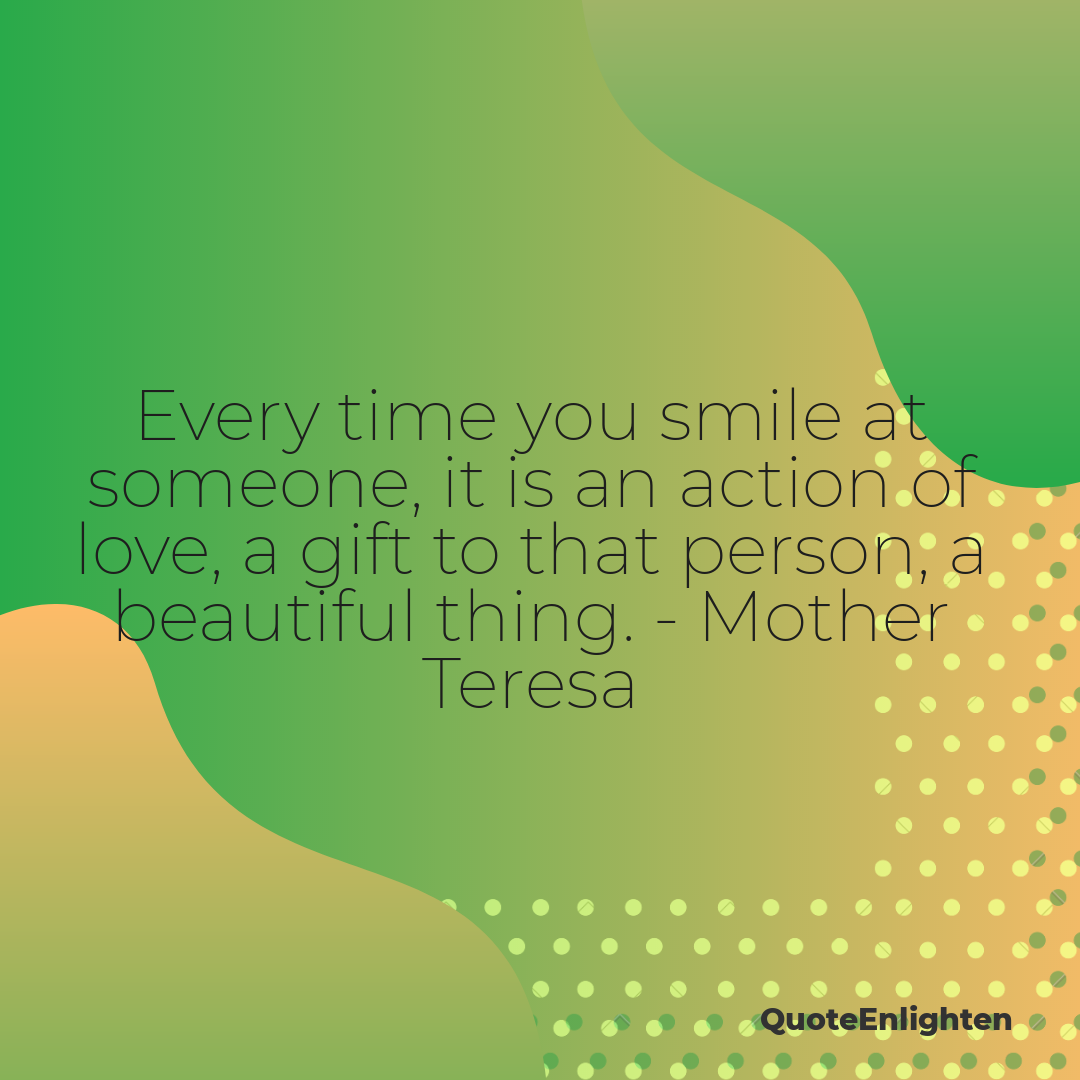 Every time you smile at
someone, it is an action of
love, a gift to that person, a
beautiful thing. - Mother
Teresa
QuoteEnlighten